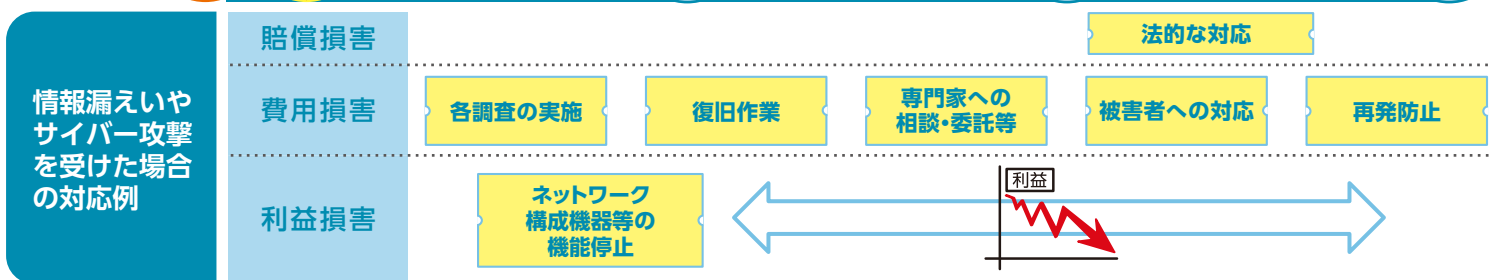 情報漏えいや
サイバー攻撃
を受けた場合
の対応例
賠償損害
法的な対応
費用損害
各調査の実施
復旧作業
専門家への
相談・委託等
被害者への対応
再発防止
利益損害
ネットワーク
構成機器等の
機能停止
利益